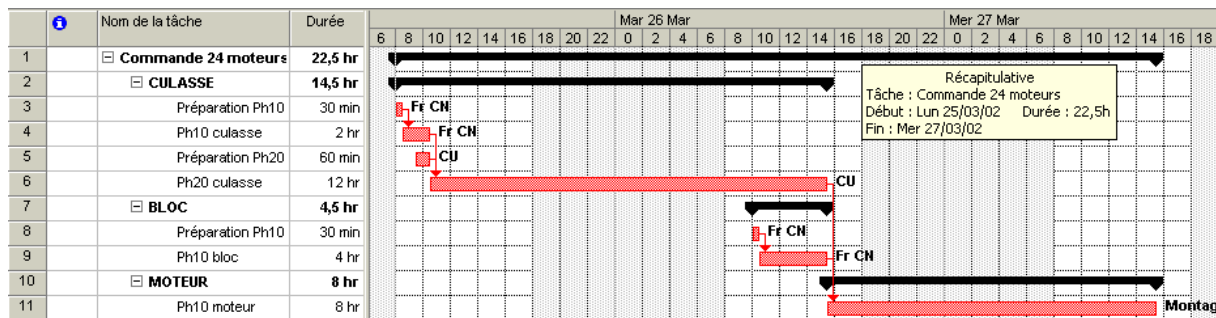 Nom de la tâche Durée Mar 26 Mar Mer 27 Mar
6 8 10 12 14 16 18 20 22 0 2 4 6 8 10 12 14 16 18 20 22 0 2 4 6 8 10 12 14 16 18
1 Commande 24 moteurs 22,5 hr
2 CULASSE 14,5 hr
3 Préparation Ph10 30 min Fr CN
4 Ph10 culasse 2 hr Fr CN
5 Préparation Ph20 60 min CU
6 Ph20 culasse 12 hr CU
7 BLOC 4,5 hr
8 Préparation Ph10 30 min Fr CN
9 Ph10 bloc 4 hr Fr CN
10 MOTEUR 8 hr
11 Ph10 moteur 8 hr Montag
Récapitulative
Tâche : Commande 24 moteurs
Début : Lun 25/03/02 Durée : 22,5h
Fin : Mer 27/03/02